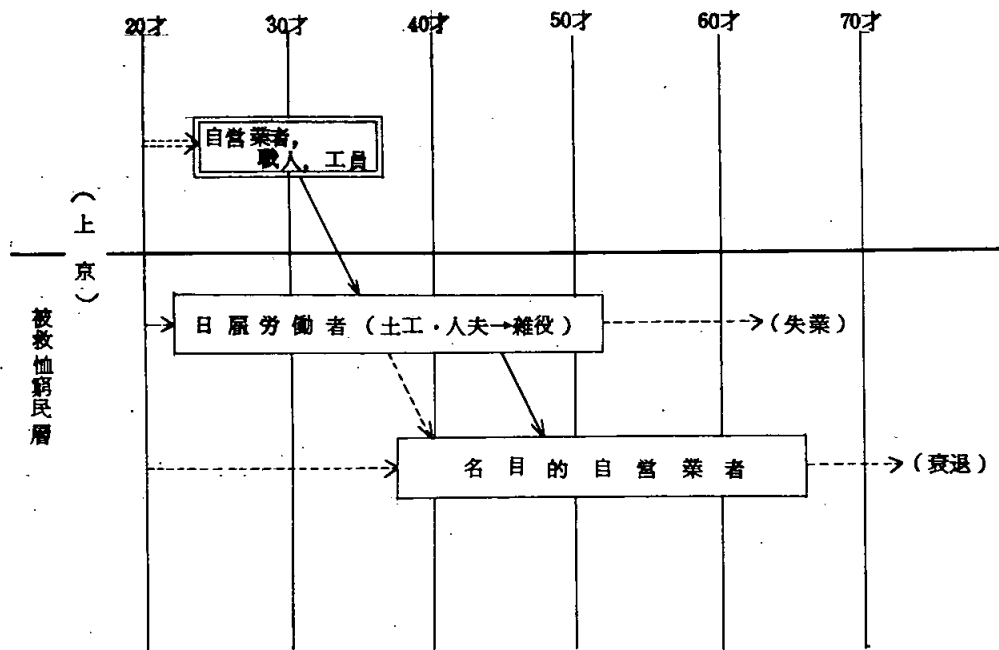 20才 30才 40才 50才 60才 70才
自営業者,
職人, 工員
(上京)
被救恤窮民層
日雇労働者(土工・人夫→雑役)
(失業)
名目的自営業者
(衰退)